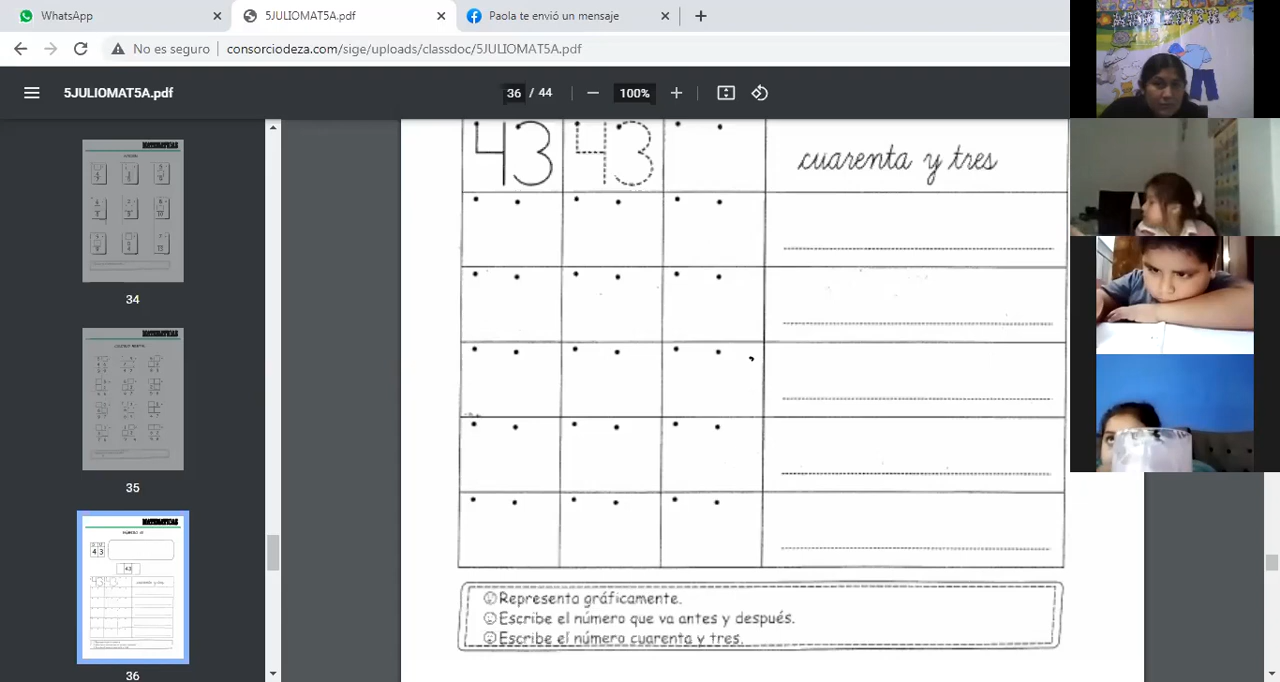 WhatsApp
5JULIOMAT5A.pdf
Paola te envió un mensaje
No es seguro
consorciodeza.com/sige/uploads/classdoc/5JULIOMAT5A.pdf
5JULIOMAT5A.pdf
36 / 44
100%
34
35
36
43 43
cuarenta y tres
Representa gráficamente.
Escribe el número que va antes y después.
Escribe el número cuarenta y tres.